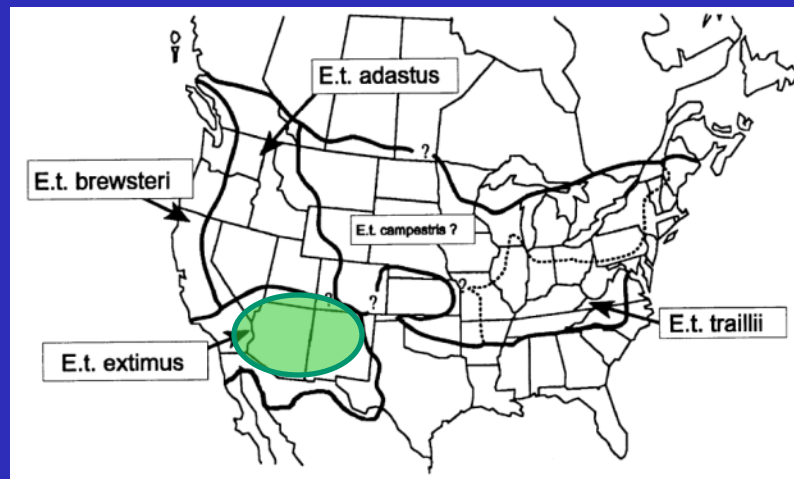 E.t. adastus
?
E.t. brewsteri
E.t. campestris ?
?
?
?
E.t. traillii
E.t. extimus